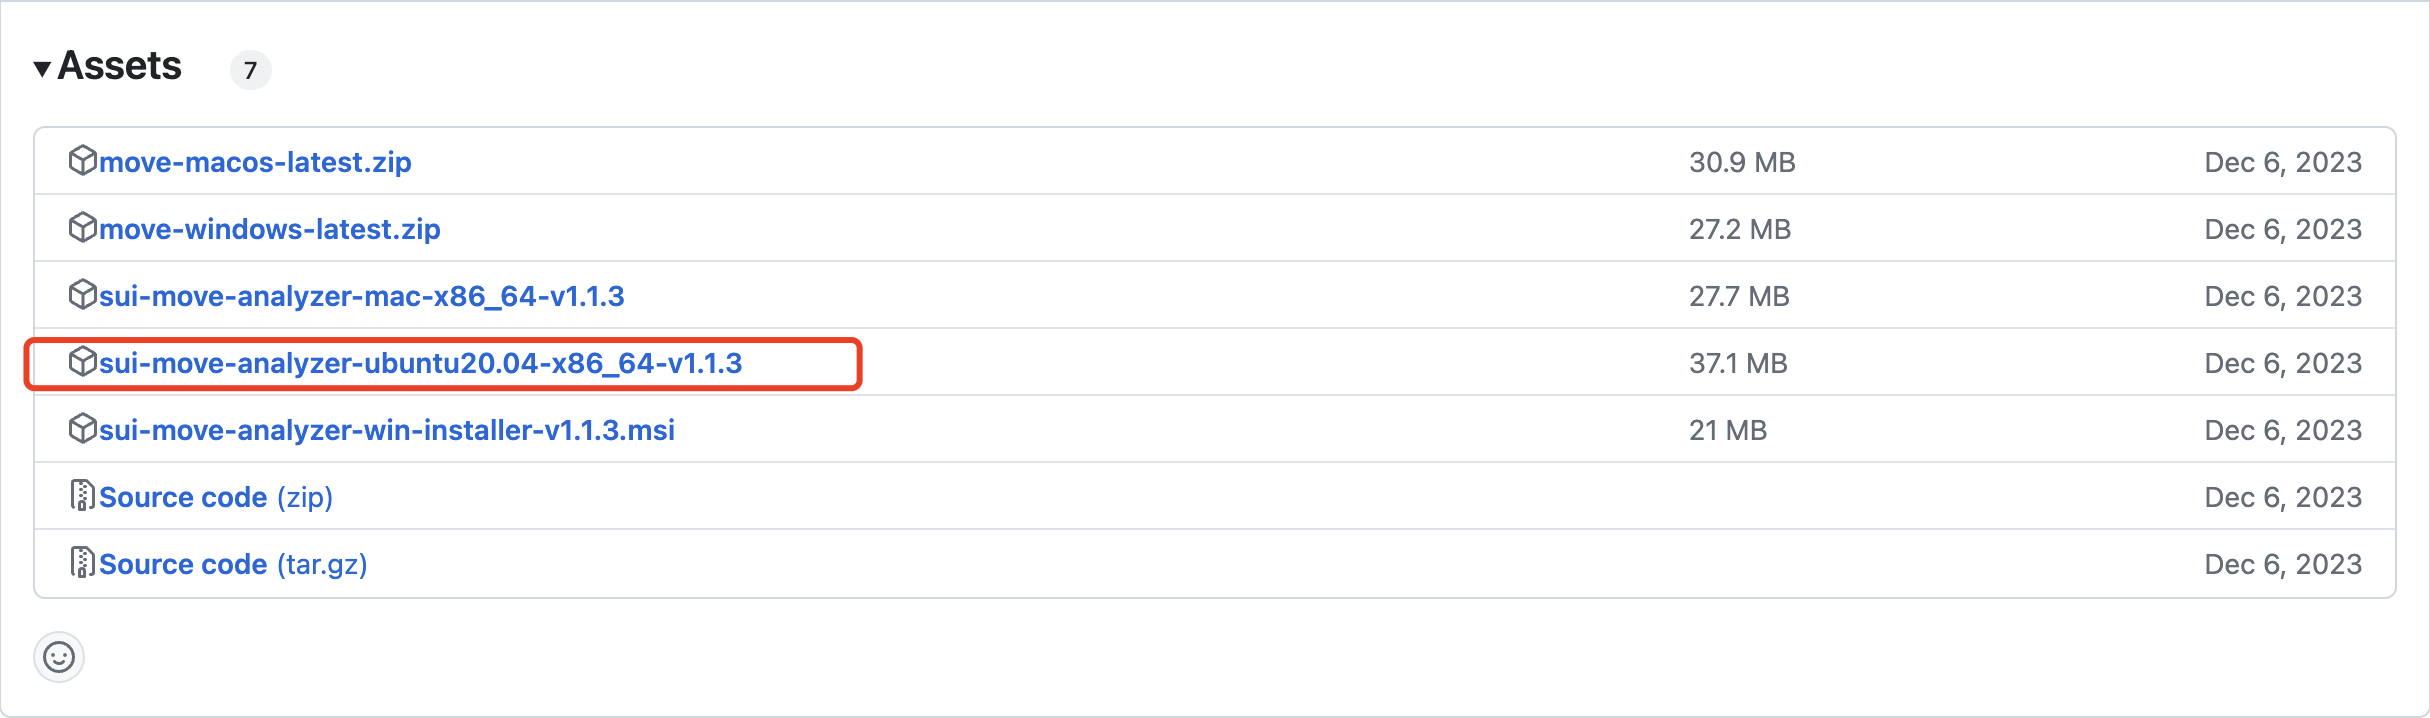 Assets 7
move-macos-latest.zip 30.9 MB Dec 6, 2023
move-windows-latest.zip 27.2 MB Dec 6, 2023
sui-move-analyzer-mac-x86_64-v1.1.3 27.7 MB Dec 6, 2023
sui-move-analyzer-ubuntu20.04-x86_64-v1.1.3 37.1 MB Dec 6, 2023
sui-move-analyzer-win-installer-v1.1.3.msi 21 MB Dec 6, 2023
Source code (zip) Dec 6, 2023
Source code (tar.gz) Dec 6, 2023